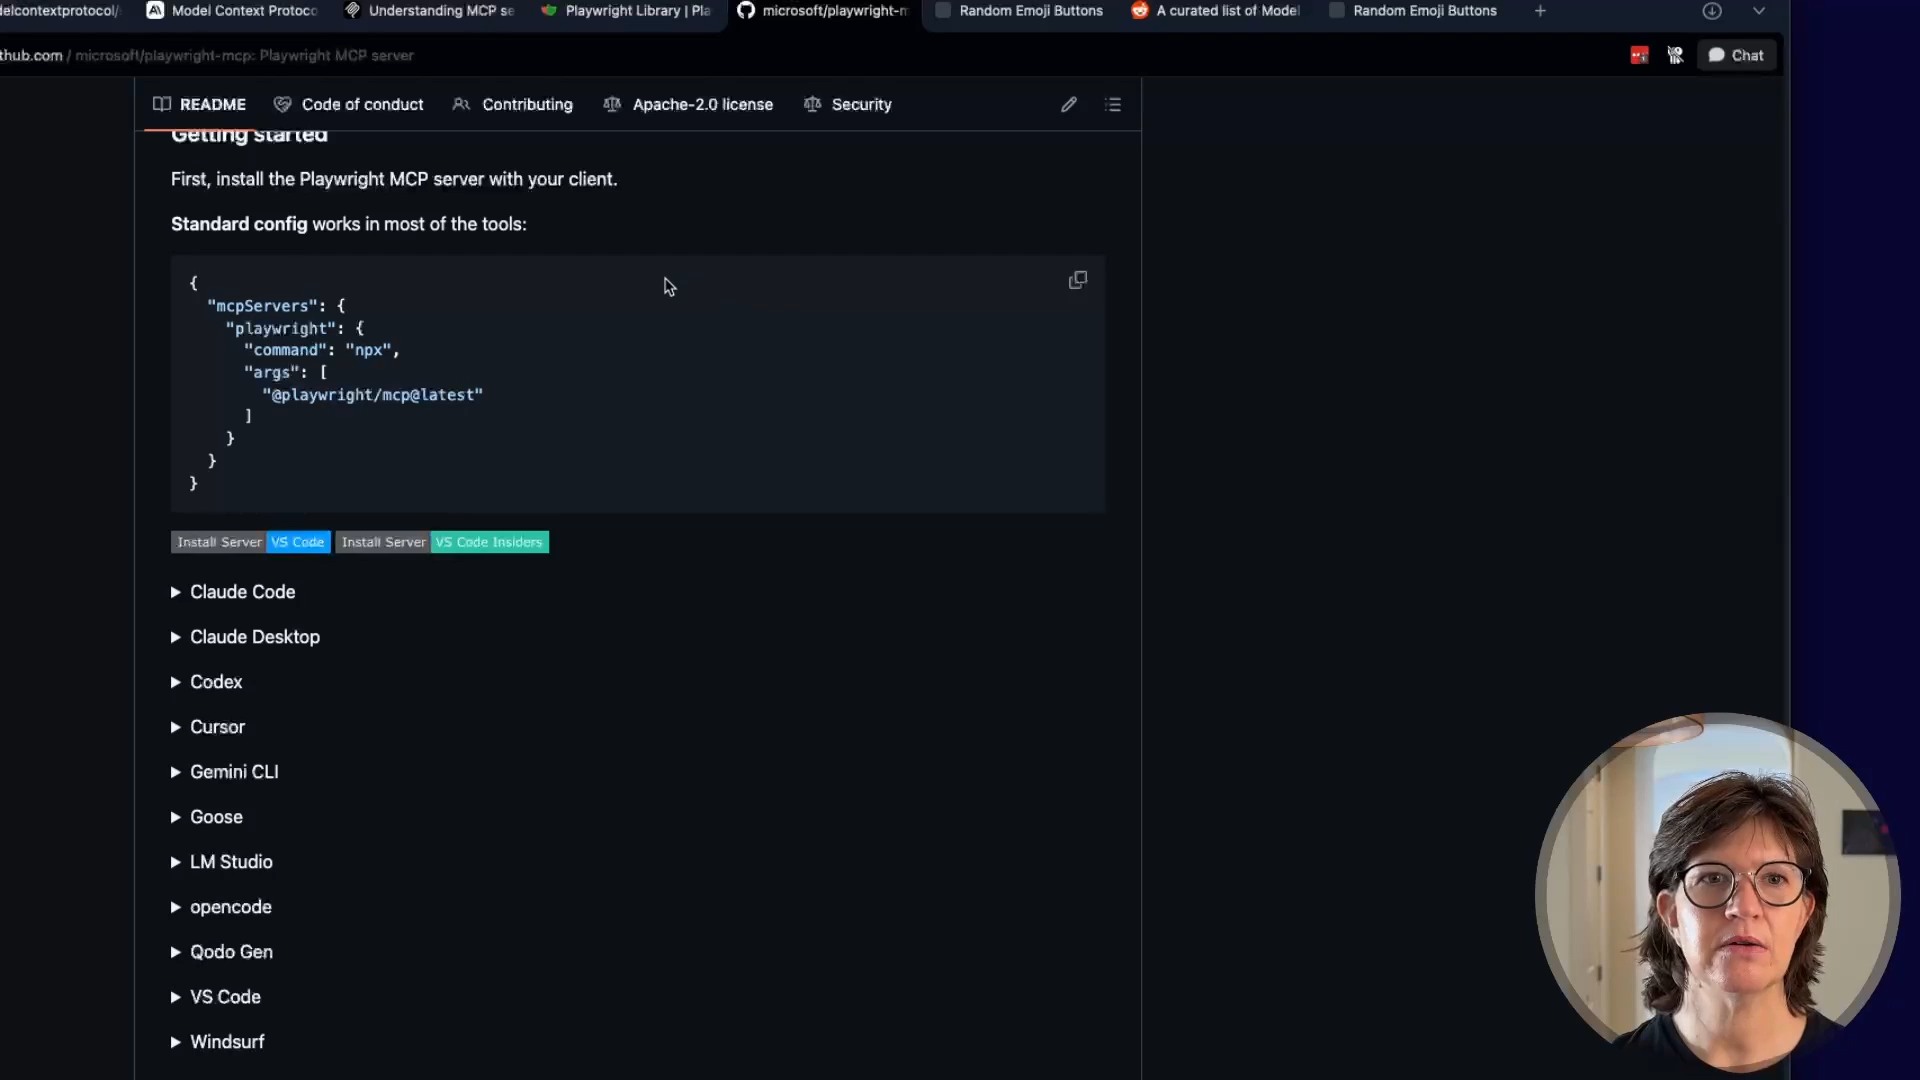 delcontextprotocol/ Model Context Protoco Understanding MCP se Playwright Library | Pla microsoft/playwright-m Random Emoji Buttons A curated list of Model Random Emoji Buttons
thub.com / microsoft/playwright-mcp: Playwright MCP server Chat
README Code of conduct Contributing Apache-2.0 license Security
Getting started
First, install the Playwright MCP server with your client.
Standard config works in most of the tools:
{
"mcpServers": {
"playwright": {
"command": "npx",
"args": [
"@playwright/mcp@latest"
]
}
}
}
Install Server VS Code Install Server VS Code Insiders
Claude Code
Claude Desktop
Codex
Cursor
Gemini CLI
Goose
LM Studio
opencode
Qodo Gen
VS Code
Windsurf